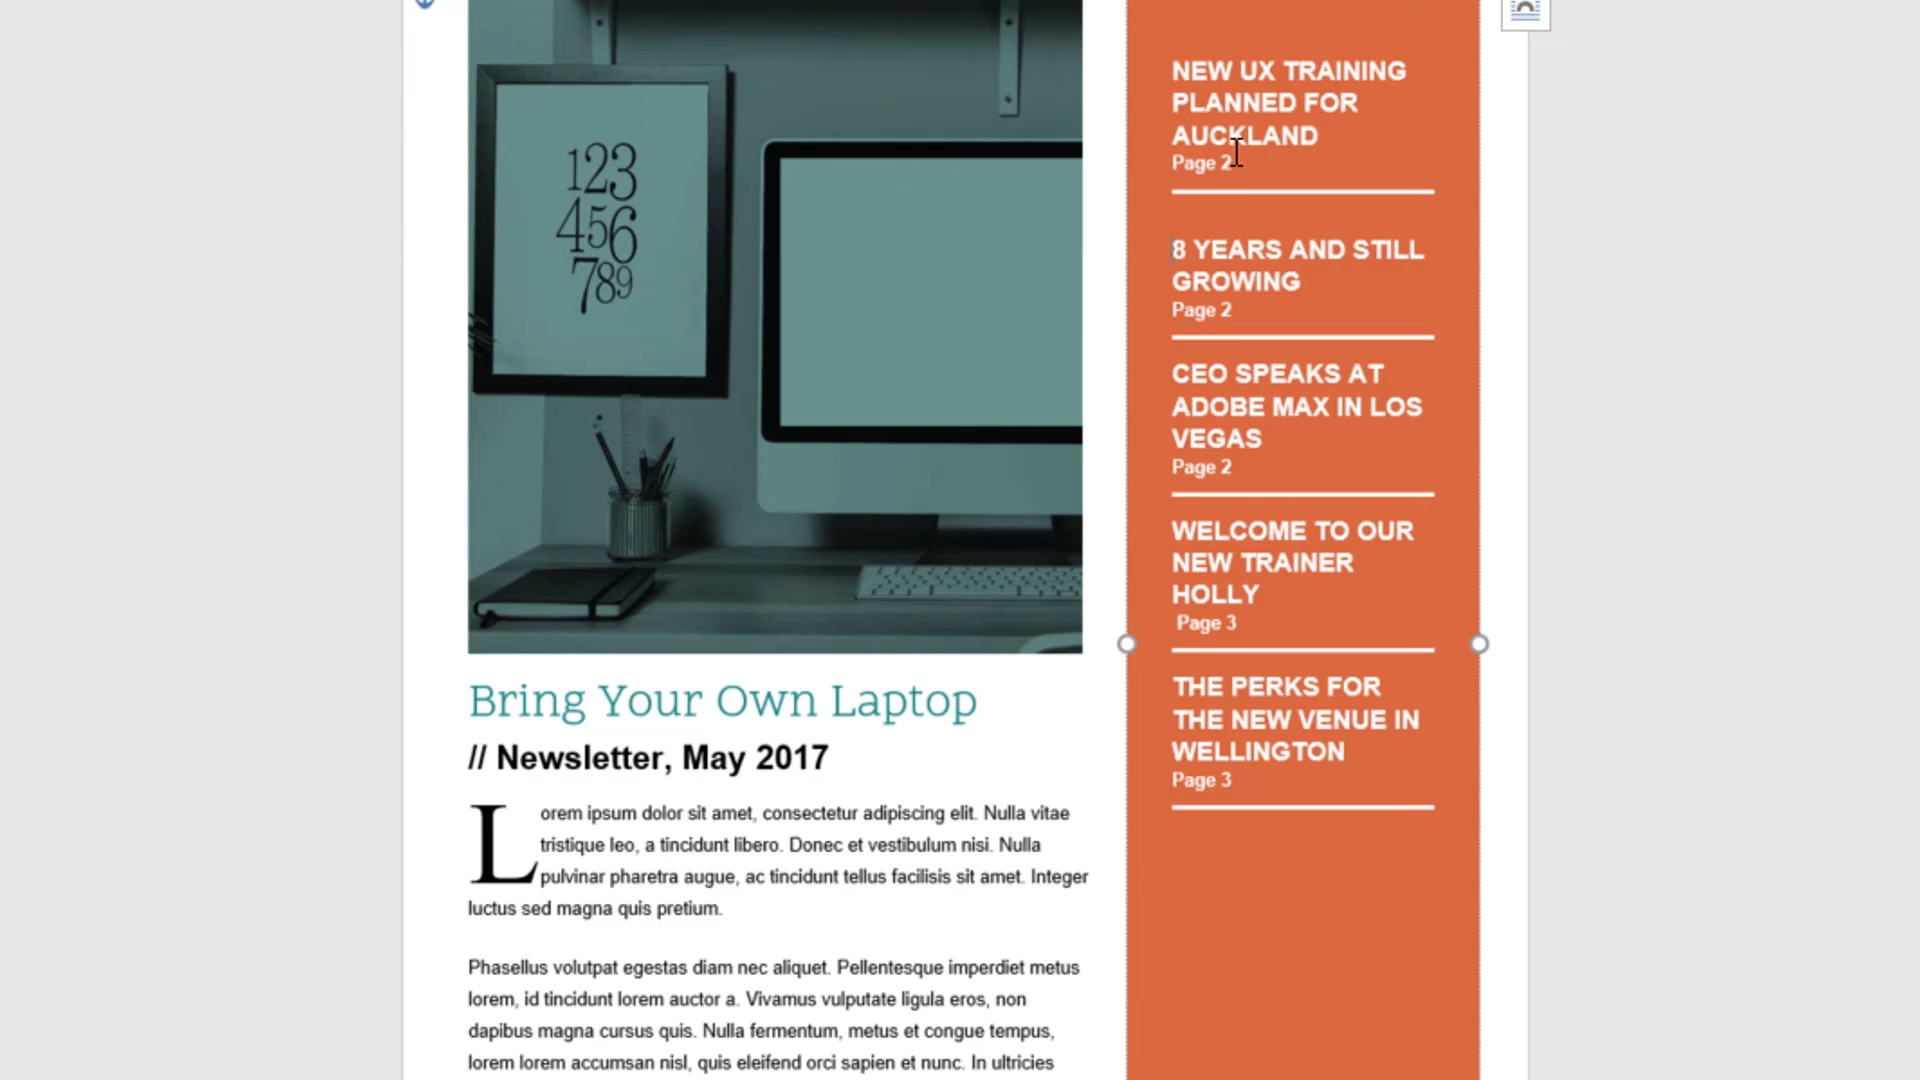 123
456
789
NEW UX TRAINING
PLANNED FOR
AUCKLAND
Page 2
8 YEARS AND STILL
GROWING
Page 2
CEO SPEAKS AT
ADOBE MAX IN LOS
VEGAS
Page 2
WELCOME TO OUR
NEW TRAINER
HOLLY
Page 3
THE PERKS FOR
THE NEW VENUE IN
WELLINGTON
Page 3
Bring Your Own Laptop
// Newsletter, May 2017
Lorem ipsum dolor sit amet, consectetur adipiscing elit. Nulla vitae
tristique leo, a tincidunt libero. Donec et vestibulum nisi. Nulla
pulvinar pharetra augue, ac tincidunt tellus facilisis sit amet. Integer
luctus sed magna quis pretium.
Phasellus volutpat egestas diam nec aliquet. Pellentesque imperdiet metus
lorem, id tincidunt lorem auctor a. Vivamus vulputate ligula eros, non
dapibus magna cursus quis. Nulla fermentum, metus et congue tempus,
lorem lorem accumsan nisl, quis eleifend orci sapien et nunc. In ultricies